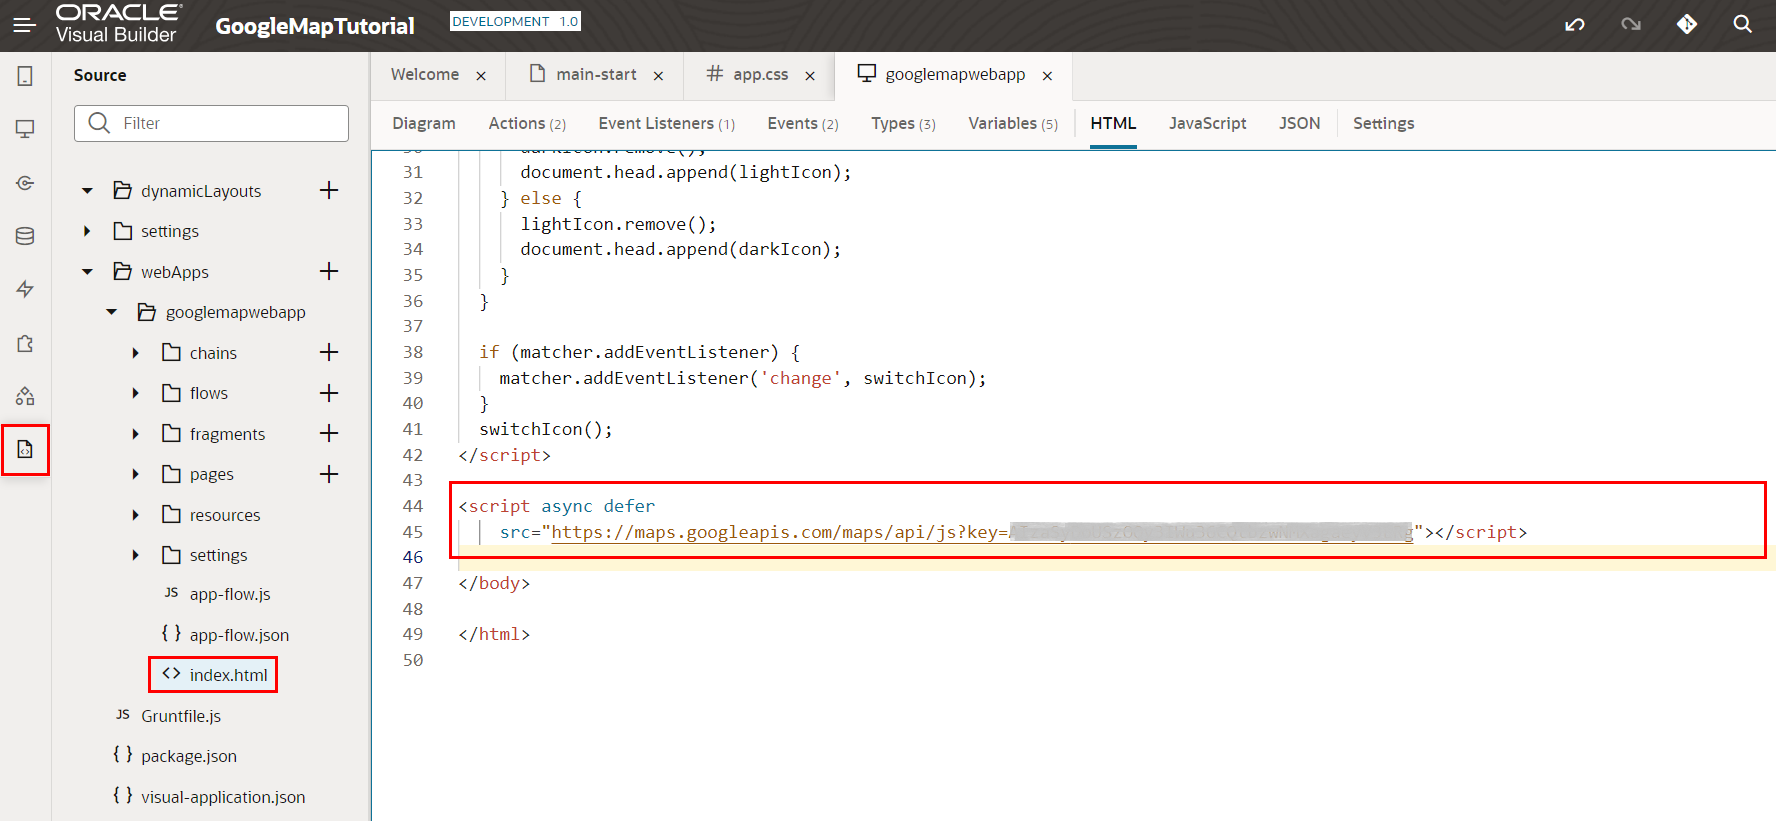 ORACLE
Visual Builder
GoogleMapTutorial
DEVELOPMENT 1.0
Source
Filter
dynamicLayouts
settings
webApps
googlemapwebapp
chains
flows
fragments
pages
resources
settings
JS app-flow.js
{ } app-flow.json
<> index.html
JS Gruntfile.js
{ } package.json
{ } visual-application.json
Welcome ×
main-start ×
# app.css ×
googlemapwebapp ×
Diagram
Actions (2)
Event Listeners (1)
Events (2)
Types (3)
Variables (5)
HTML
JavaScript
JSON
Settings
31 document.head.append(lightIcon);
32 } else {
33 lightIcon.remove();
34 document.head.append(darkIcon);
35 }
36 }
37
38 if (matcher.addEventListener) {
39 matcher.addEventListener('change', switchIcon);
40 }
41 switchIcon();
42 </script>
43
44 <script async defer
45 src="https://maps.googleapis.com/maps/api/js?key= "></script>
46
47 </body>
48
49 </html>
50